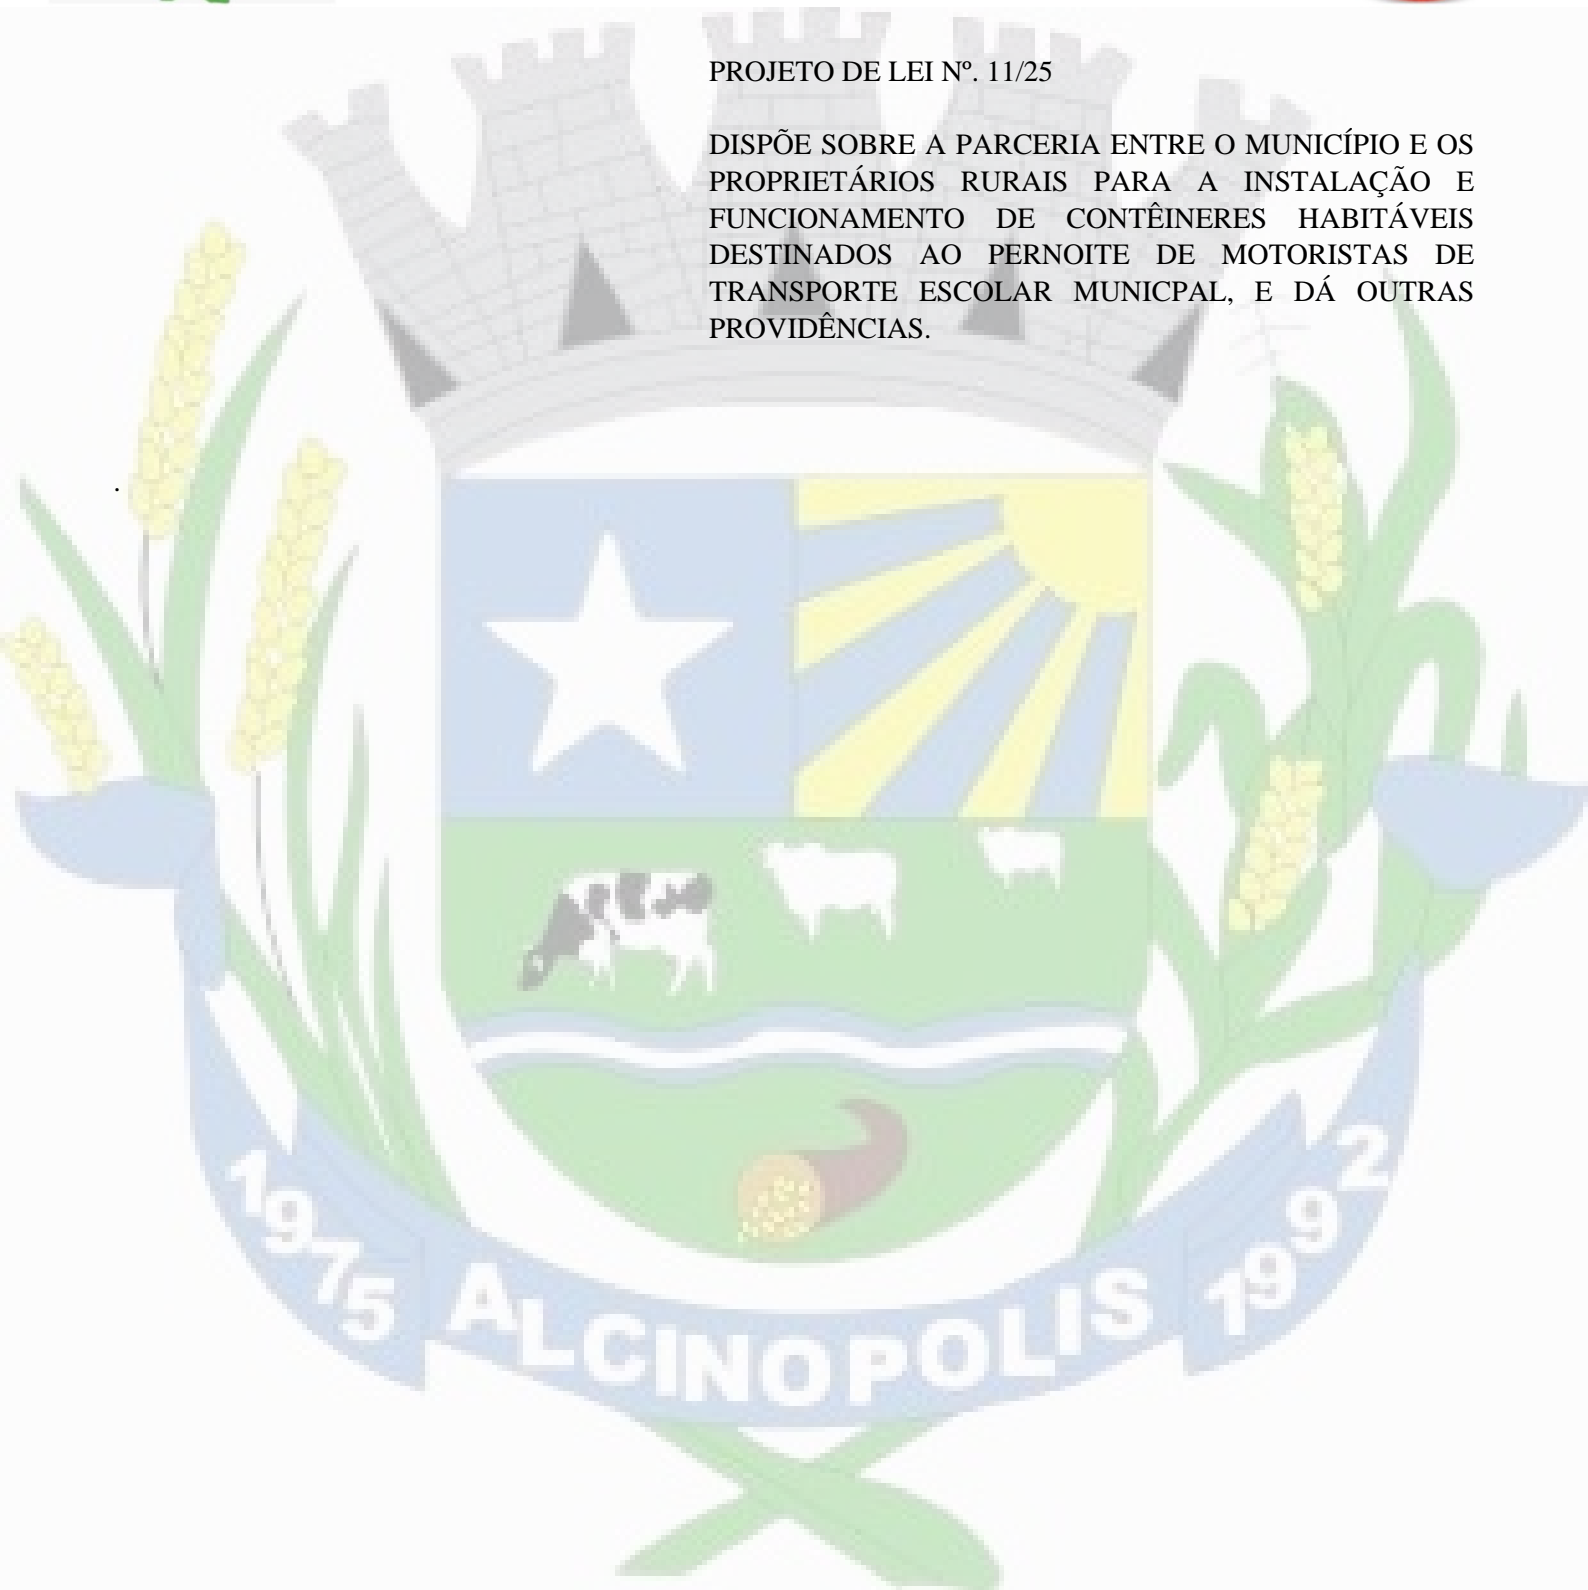 PROJETO DE LEI Nº. 11/25
DISPÕE SOBRE A PARCERIA ENTRE O MUNICÍPIO E OS
PROPRIETÁRIOS RURAIS PARA A INSTALAÇÃO E
FUNCIONAMENTO DE CONTÊINERES HABITÁVEIS
DESTINADOS AO PERNOITE DE MOTORISTAS DE
TRANSPORTE ESCOLAR MUNICPAL, E DÁ OUTRAS
PROVIDÊNCIAS.
.
1975 ALCINOPOLIS 1992